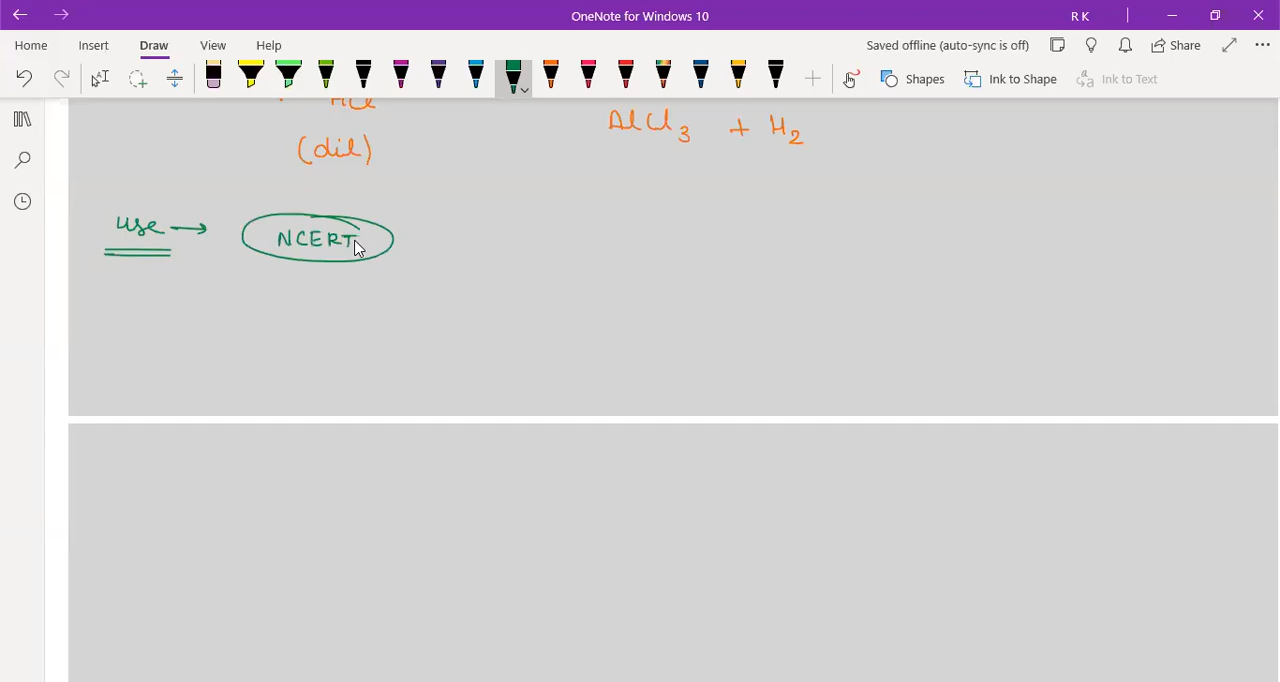 OneNote for Windows 10
R K
Home Insert Draw View Help
Saved offline (auto-sync is off) Share
Shapes Ink to Shape Ink to Text
+ HCl
AlCl3 + H2
(dil)
Use → NCERT